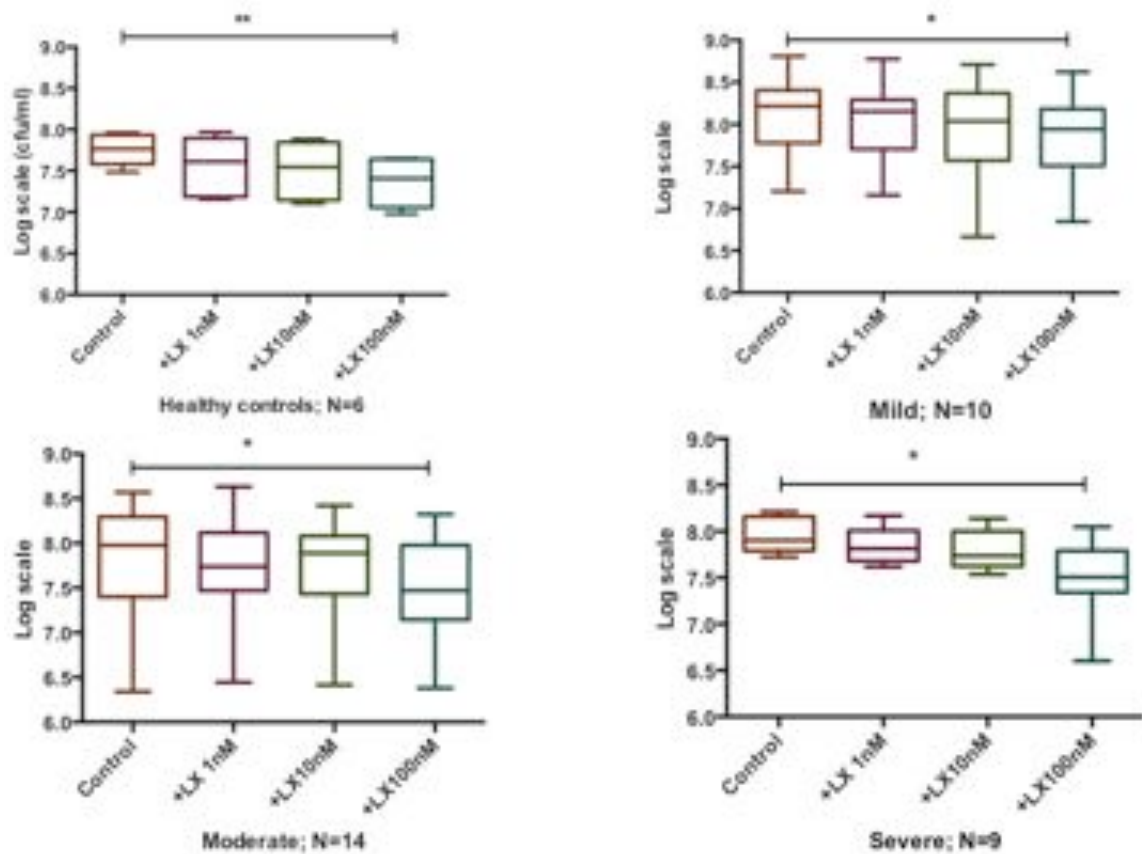 **
Log scale (cfu/ml)
9.0
8.5
8.0
7.5
7.0
6.5
6.0
Control
+LX 1nM
+LX10nM
+LX100nM
Healthy controls; N=6
*
Log scale
9.0
8.5
8.0
7.5
7.0
6.5
6.0
Control
+LX 1nM
+LX10nM
+LX100nM
Mild; N=10
*
Log scale
9.0
8.5
8.0
7.5
7.0
6.5
6.0
Control
+LX 1nM
+LX10nM
+LX100nM
Moderate; N=14
*
Log scale
9.0
8.5
8.0
7.5
7.0
6.5
6.0
Control
+LX 1nM
+LX10nM
+LX100nM
Severe; N=9